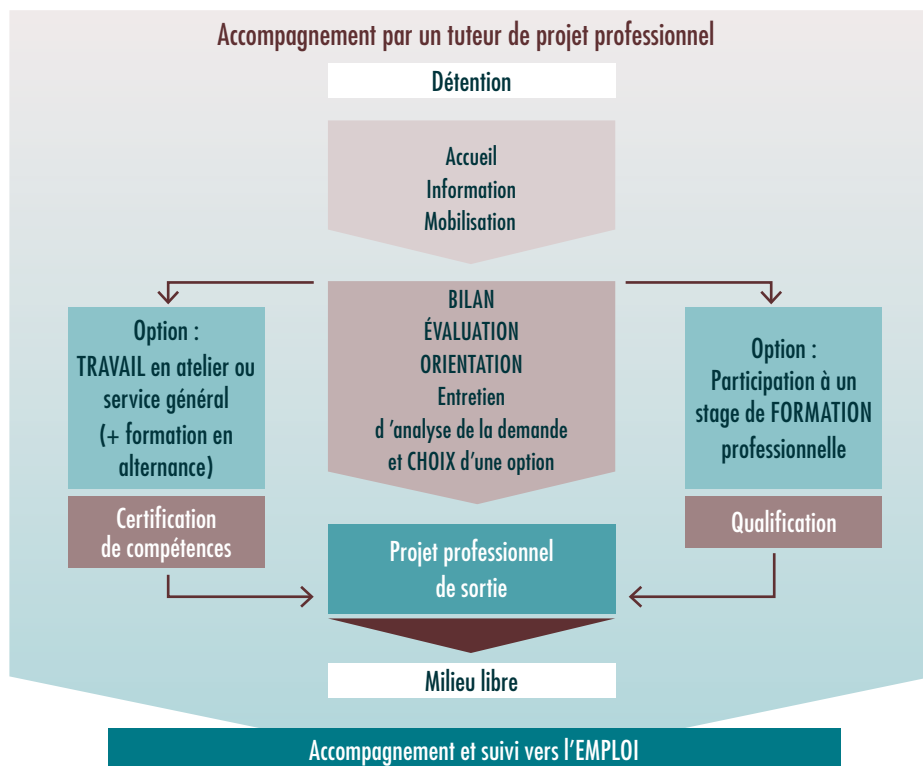 Accompagnement par un tuteur de projet professionnel
Détention
Accueil
Information
Mobilisation
BILAN
ÉVALUATION
ORIENTATION
Entretien
d ’analyse de la demande
et CHOIX d’une option
Option :
TRAVAIL en atelier ou
service général
(+ formation en
alternance)
Certification
de compétences
Option :
Participation à un
stage de FORMATION
professionnelle
Qualification
Projet professionnel
de sortie
Milieu libre
Accompagnement et suivi vers l’EMPLOI